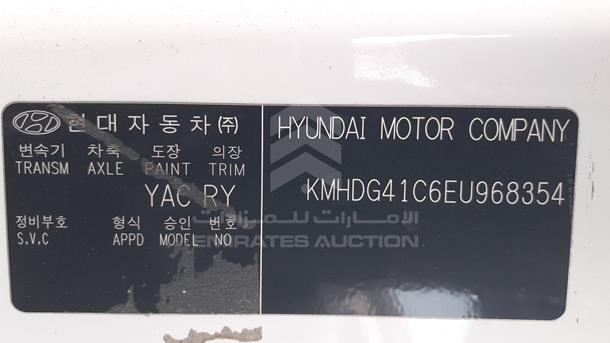 현대자동차㈜
변속기 차축 도장 의장
TRANSM AXLE PAINT TRIM
YAC RY
정비부호 형식 승인 번호
S.V.C APPD MODEL NO
HYUNDAI MOTOR COMPANY
KMHDG41C6EU968354
الإمارات للمزادات
EMIRATES AUCTION